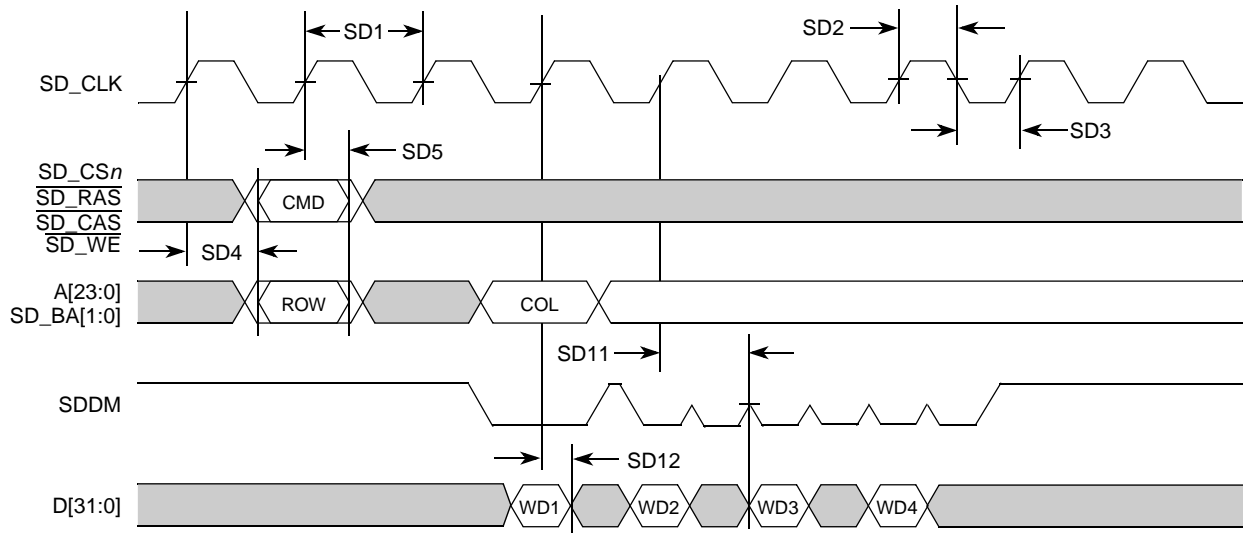 SD1
SD2
SD_CLK
SD3
SD5
SD_CSn
SD_RAS
SD_CAS
SD_WE
CMD
SD4
A[23:0]
SD_BA[1:0]
ROW
COL
SD11
SDDM
SD12
D[31:0]
WD1
WD2
WD3
WD4